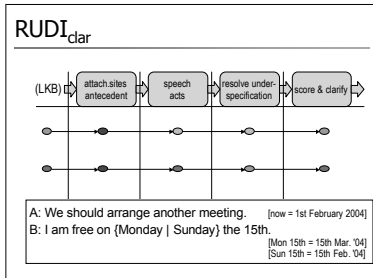 RUDIclar
(LKB)
attach.sites
antecedent
speech
acts
resolve under-
specification
score & clarify
A: We should arrange another meeting. [now = 1st February 2004]
B: I am free on {Monday | Sunday} the 15th.
[Mon 15th = 15th Mar. '04]
[Sun 15th = 15th Feb. '04]